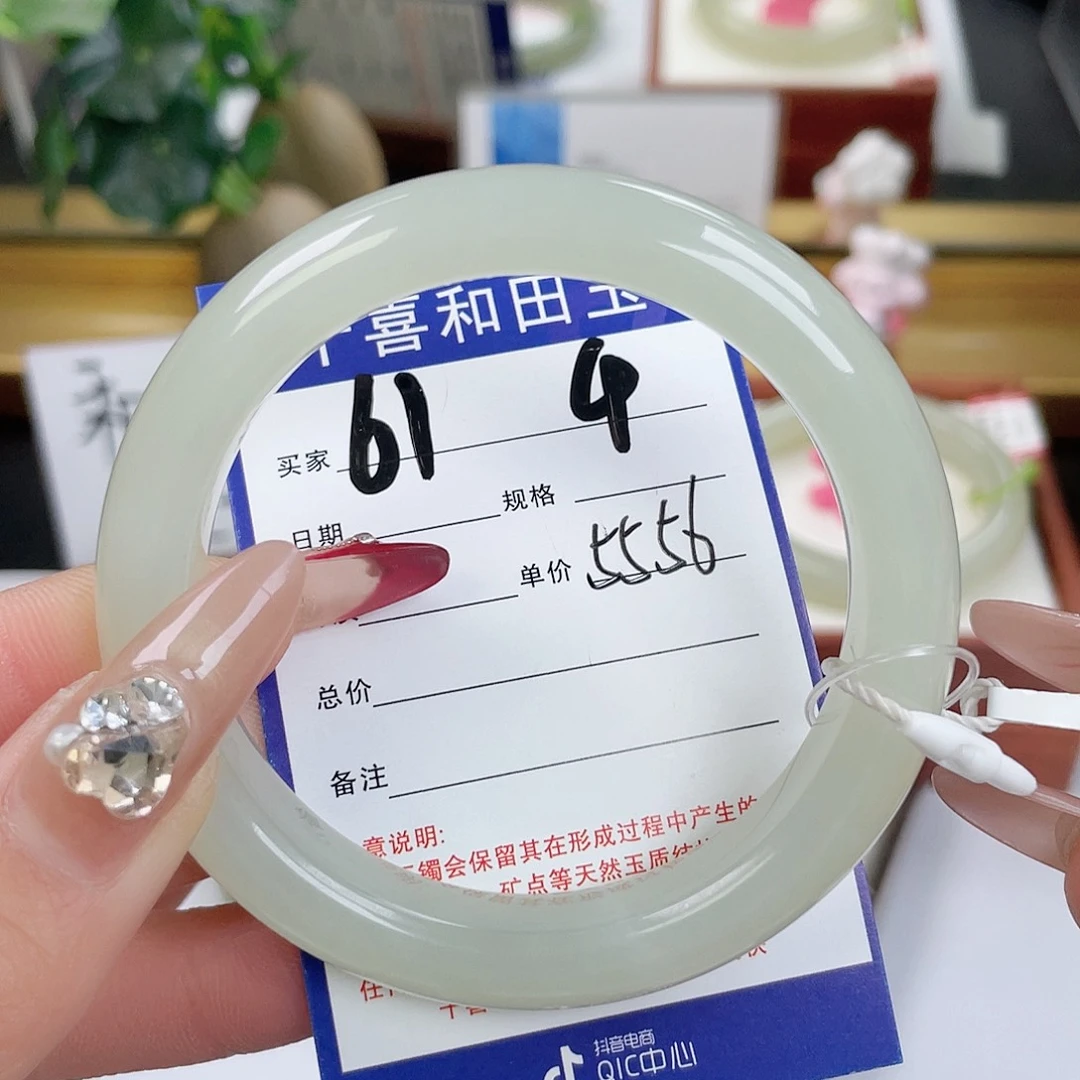 喜和田玉
买家 61 4
日期 规格
单价 5556
总价
备注
意说明:
镯会保留其在形成过程中产生的
矿点等天然玉质结
抖音电商
QIC中心